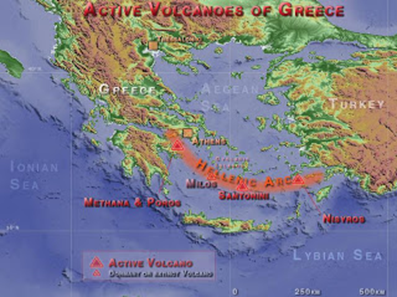 Active Volcanoes of Greece
Thessaloniki
Greece
Aegean
Sea
Turkey
Athens
Hellenic Arc
Ionian
Sea
Milos
Santorini
Methana & Poros
Nisyros
Lybian Sea
Active Volcano
Dormant or extinct Volcano
0 250km 500km